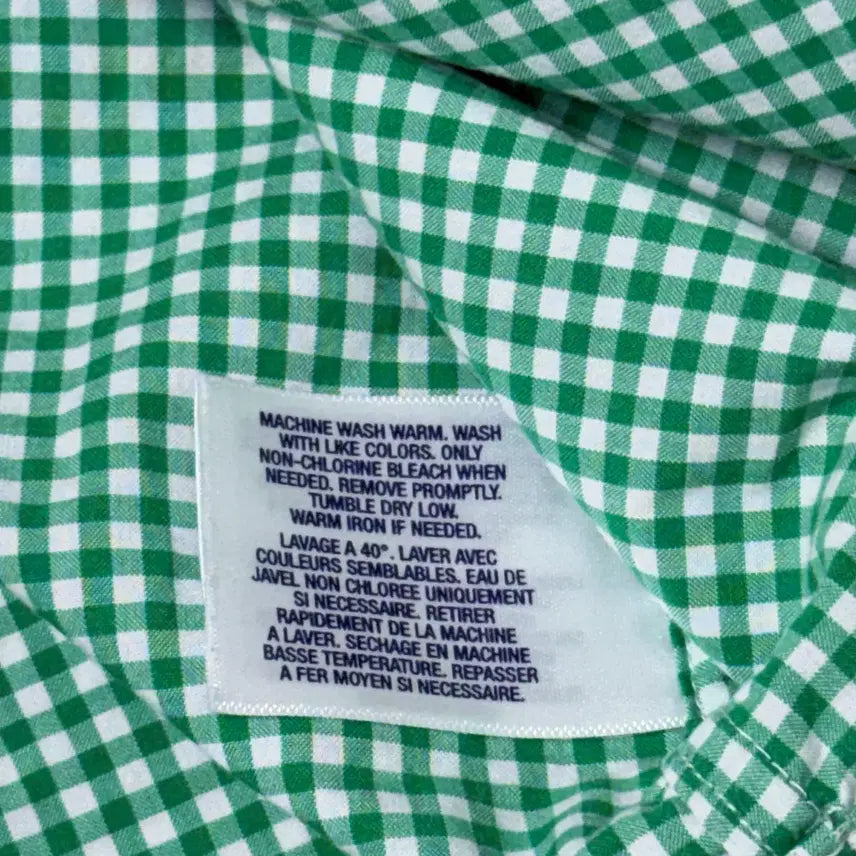 MACHINE WASH WARM. WASH
WITH LIKE COLORS. ONLY
NON-CHLORINE BLEACH WHEN
NEEDED. REMOVE PROMPTLY.
TUMBLE DRY LOW.
WARM IRON IF NEEDED.
LAVAGE A 40°. LAVER AVEC
COULEURS SEMBLABLES. EAU DE
JAVEL NON CHLOREE UNIQUEMENT
SI NECESSAIRE. RETIRER
RAPIDEMENT DE LA MACHINE
A LAVER. SECHAGE EN MACHINE
BASSE TEMPERATURE. REPASSER
A FER MOYEN SI NECESSAIRE.